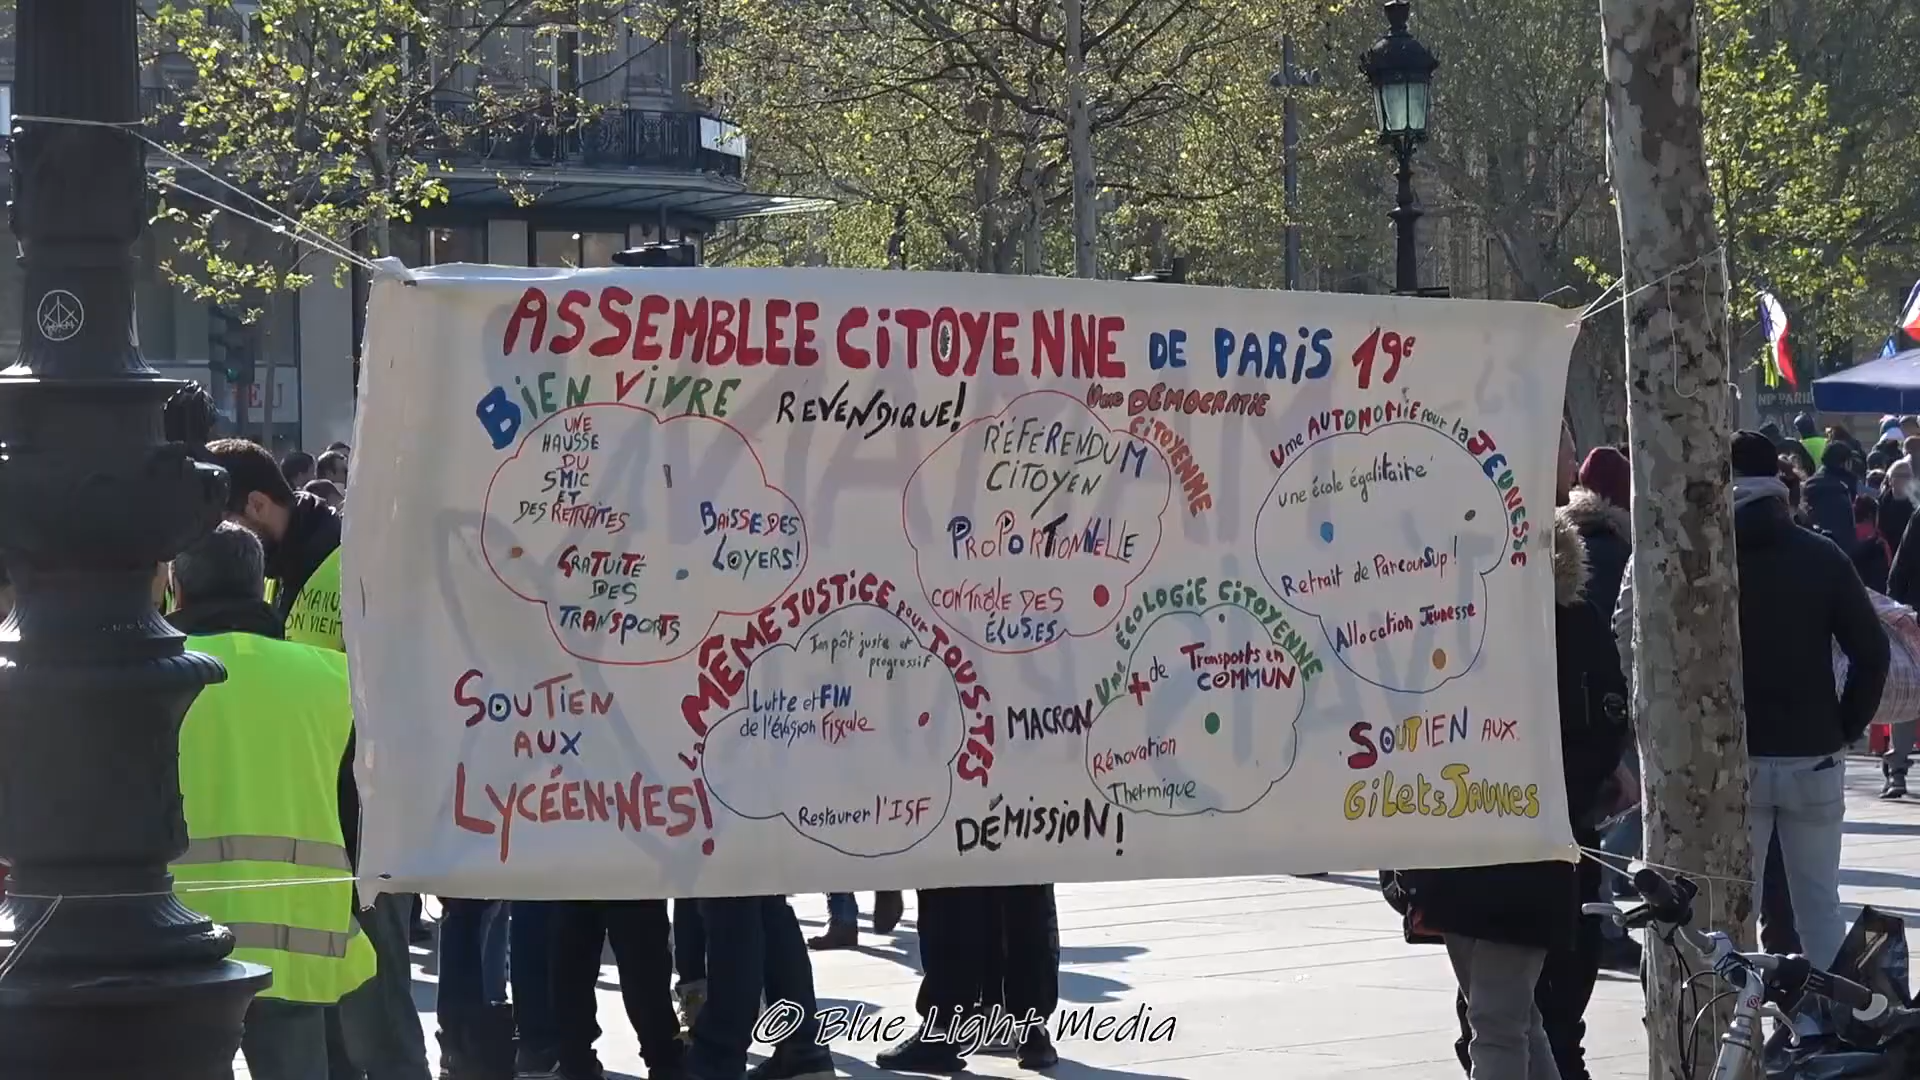 ASSEMBLEE CiTOYENNE DE PARiS 19e
BiEN ViVRE
REVENDiQUE!
UNE
HAUSSE
DU
SMIC
ET
DES RETRAITES
BAiSSE DES
LOYERS!
GRATUITÉ
DES
TRANSPORTS
Une DÉMOCRATIE CiTOYENNE
RÉFÉRENDUM
CITOYEN
PROPORTIONNELLE
CONTRÔLE DES
ÉLUS.ES
Une AUTONOMiE pour la JEUNESSE
une école égalitaire
Retrait de Parcoursup!
Allocation Jeunesse
SOUTiEN
AUX
LYCÉEN·NES!
La MÊME JUSTiCE pour TOUS·TES
Impôt juste et
progressif
Lutte et FIN
de l'évasion Fiscale
Restaurer l'ISF
MACRON
DÉMISSION!
Une ÉCOLOGiE CiTOYENNE
+ de Transports en
COMMUN
Rénovation
Thermique
SOUTIEN AUX
GiLets JAUNES
© Blue Light Media